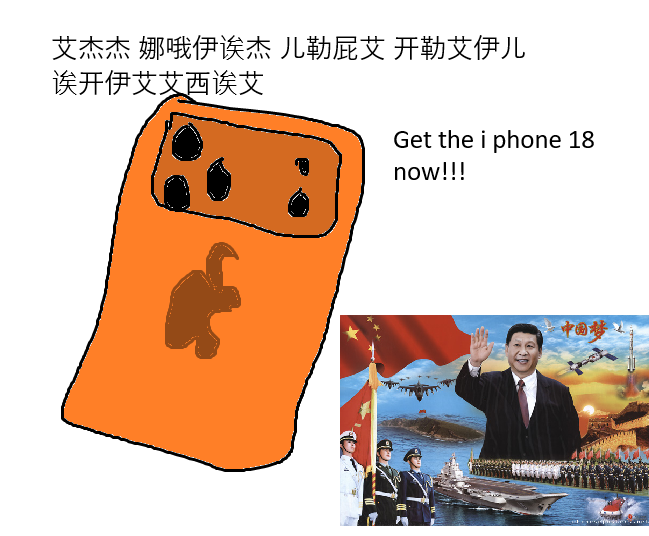 艾杰杰 娜哦伊诶杰 儿勒屁艾 开勒艾伊儿
诶开伊艾艾西诶艾
Get the i phone 18
now!!!
中国梦